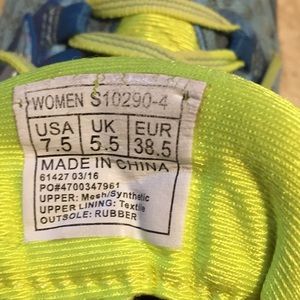 WOMEN S10290-4
USA UK EUR
7.5 5.5 38.5
MADE IN CHINA
61427 03/16
PO#4700347961
UPPER: Mesh/Synthetic
UPPER LINING: Textile
OUTSOLE: RUBBER